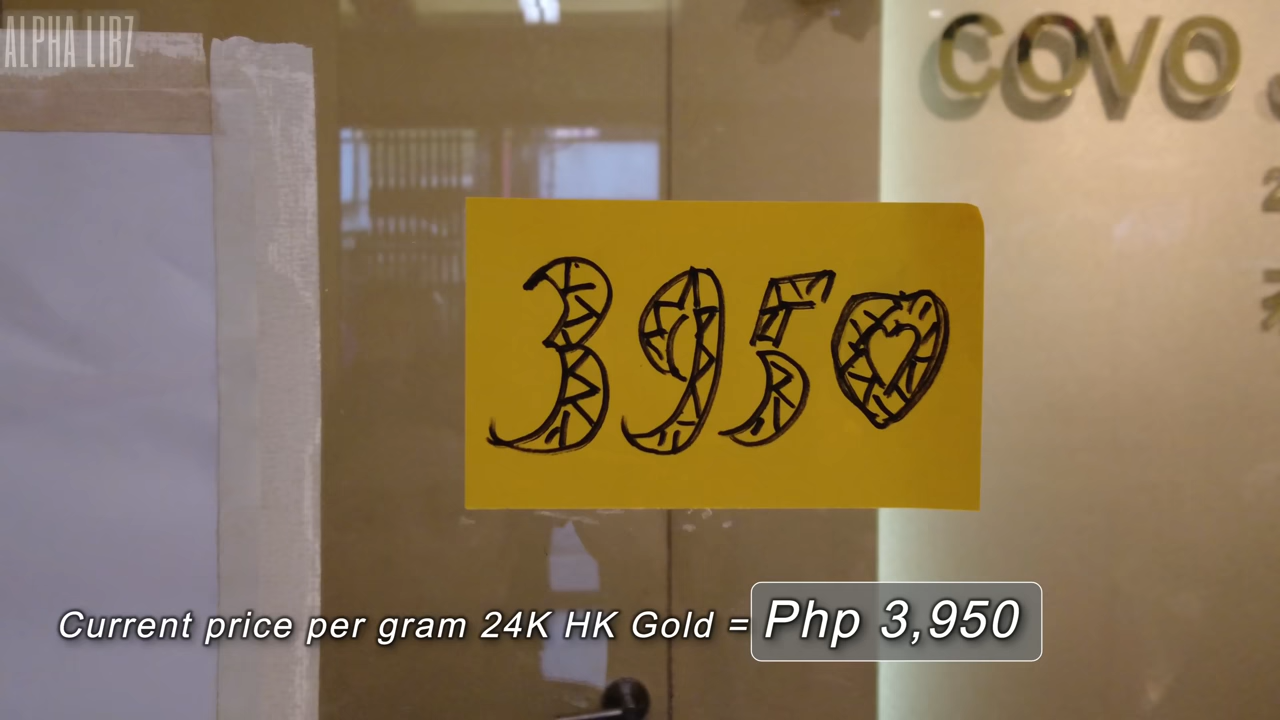 ALPHA LIBZ
COVO
3950
Current price per gram 24K HK Gold = Php 3,950